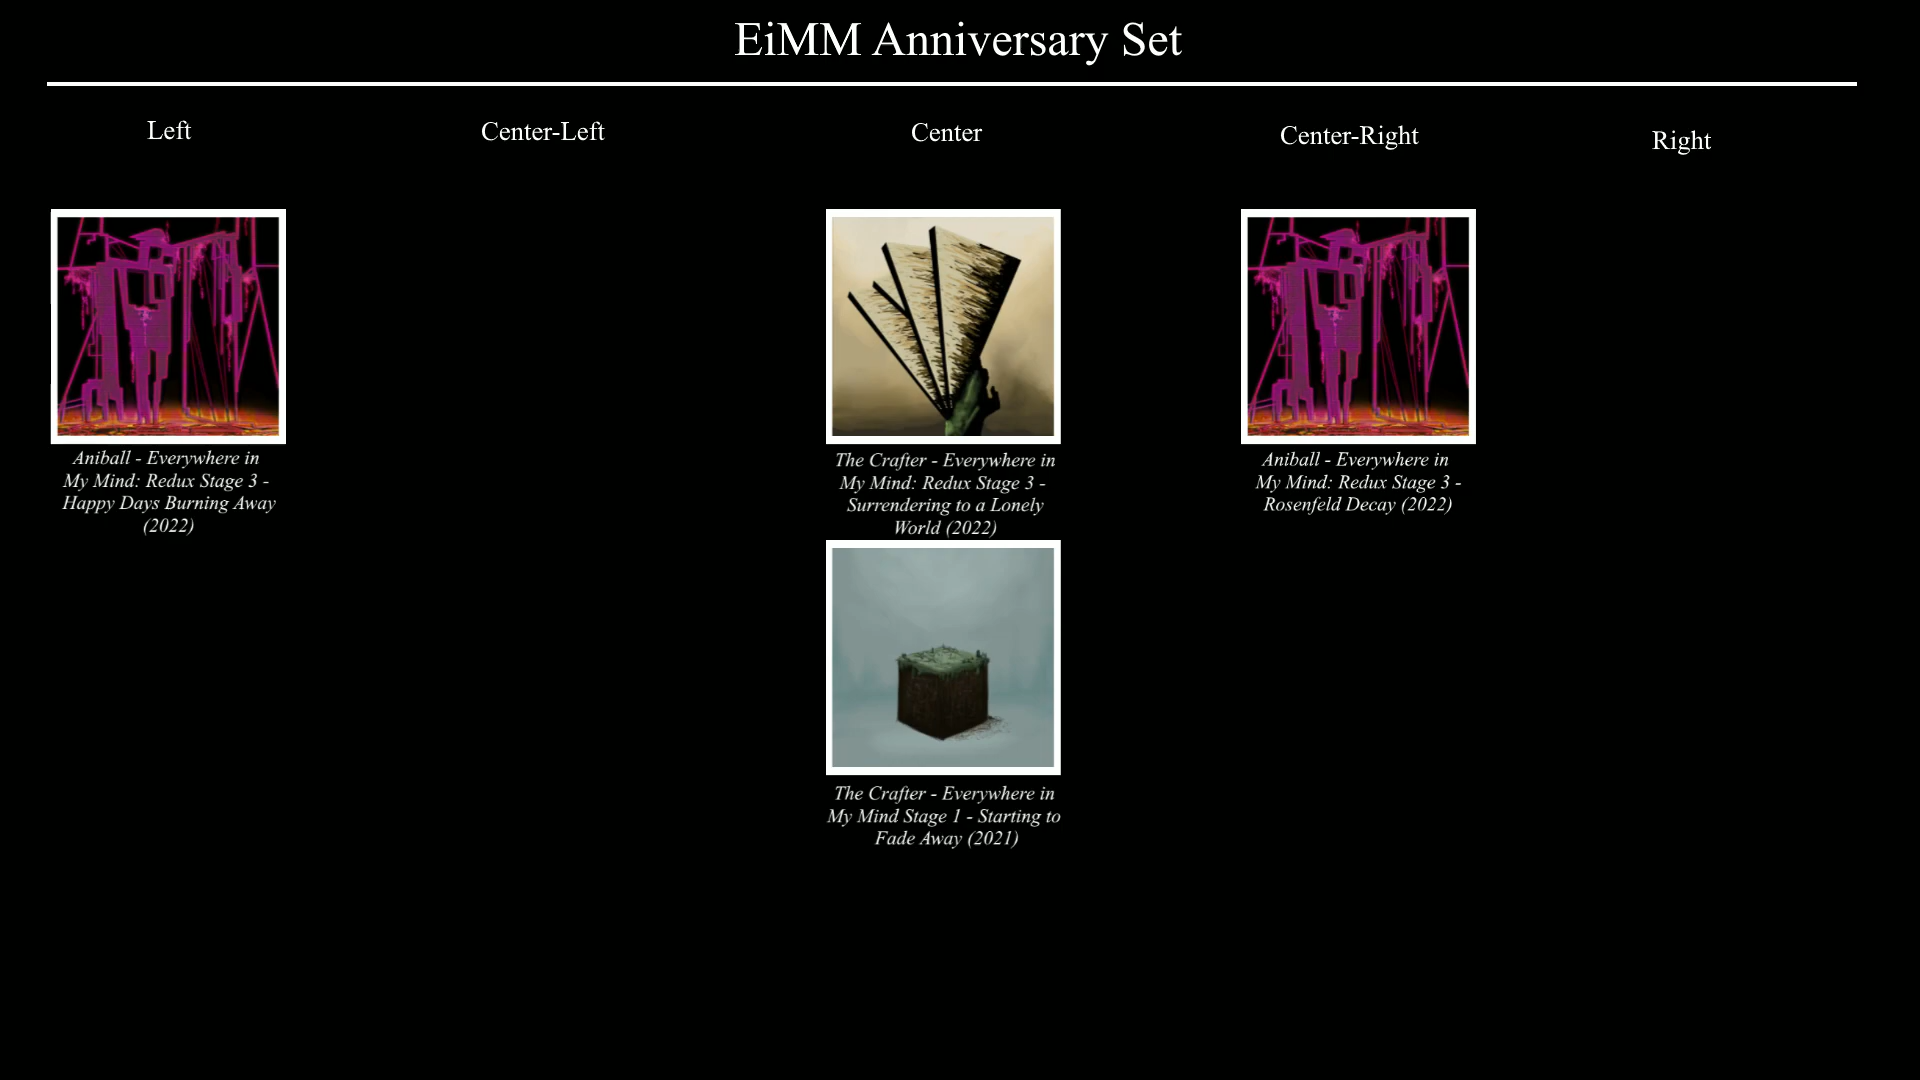 EiMM Anniversary Set
Left
Center-Left
Center
Center-Right
Right
Aniball - Everywhere in
My Mind: Redux Stage 3 -
Happy Days Burning Away
(2022)
The Crafter - Everywhere in
My Mind: Redux Stage 3 -
Surrendering to a Lonely
World (2022)
Aniball - Everywhere in
My Mind: Redux Stage 3 -
Rosenfeld Decay (2022)
The Crafter - Everywhere in
My Mind Stage 1 - Starting to
Fade Away (2021)